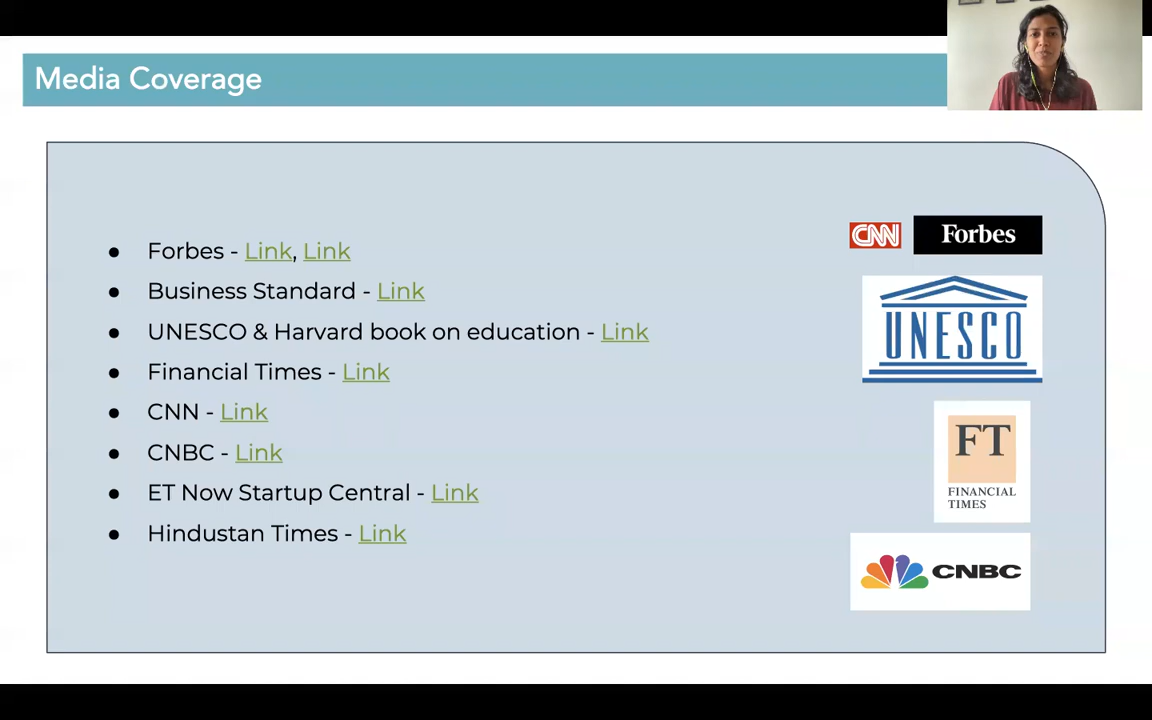 Media Coverage
● Forbes - Link, Link
● Business Standard - Link
● UNESCO & Harvard book on education - Link
● Financial Times - Link
● CNN - Link
● CNBC - Link
● ET Now Startup Central - Link
● Hindustan Times - Link
CNN
Forbes
UNESCO
FT
FINANCIAL
TIMES
CNBC